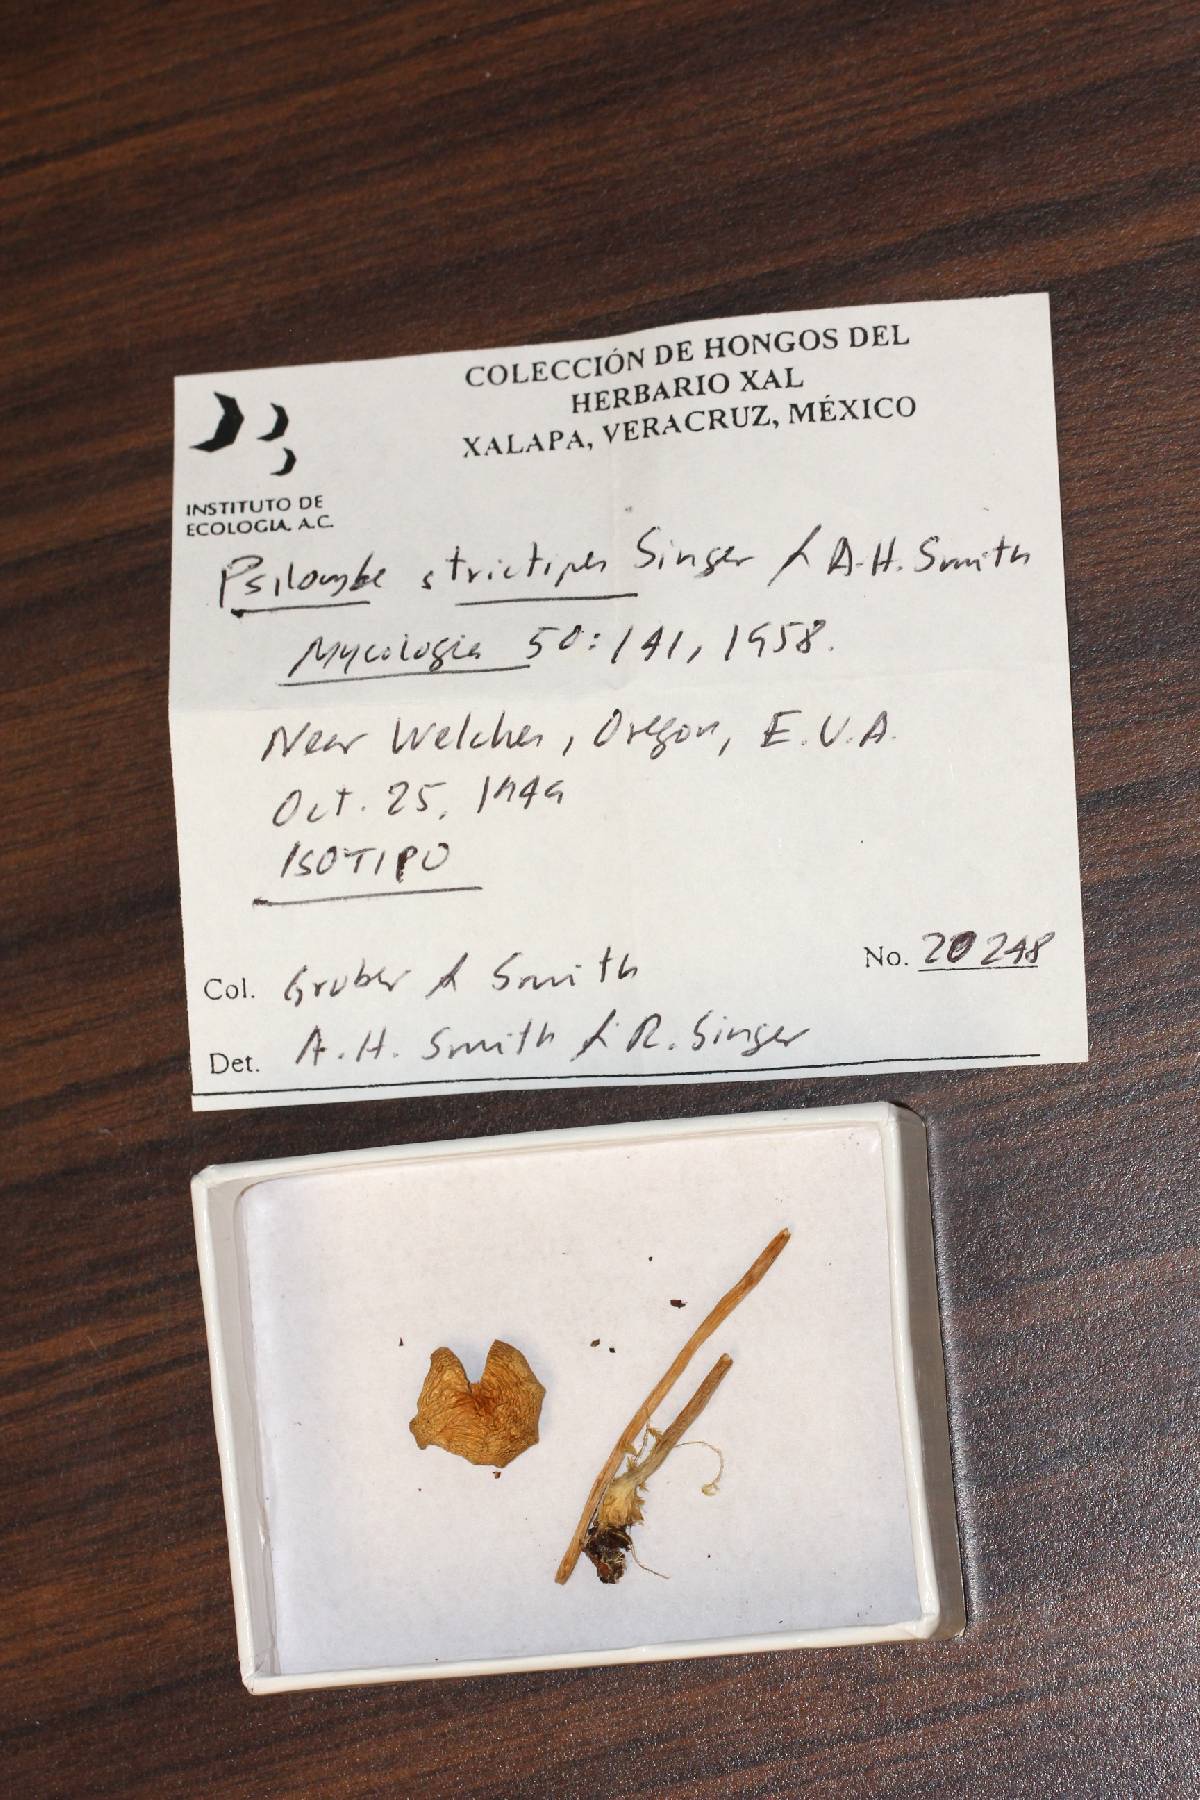 COLECCIÓN DE HONGOS DEL
HERBARIO XAL
XALAPA, VERACRUZ, MÉXICO
INSTITUTO DE
ECOLOGIA, A.C.
Psilocybe strictipes Singer & A.H. Smith
Mycologia 50:141, 1958.
Near Welches, Oregon, E.U.A.
Oct. 25, 1949
ISOTIPO
No. 20248
Col. Gruber & Smith
Det. A.H. Smith & R. Singer